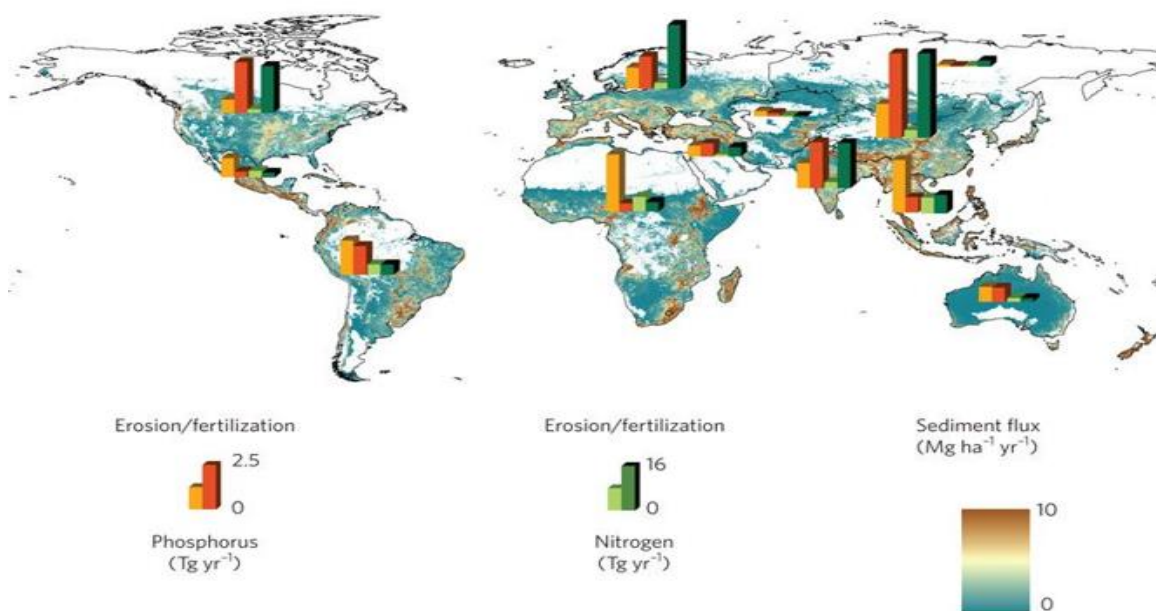 Erosion/fertilization
2.5
0
Phosphorus
(Tg yr⁻¹)
Erosion/fertilization
16
0
Nitrogen
(Tg yr⁻¹)
Sediment flux
(Mg ha⁻¹ yr⁻¹)
10
0